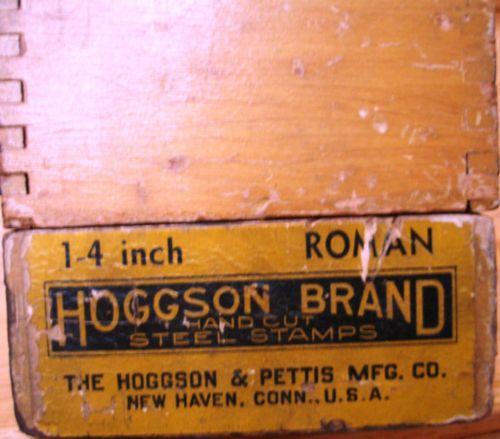 1-4 inch ROMAN
HOGGSON BRAND
HAND CUT
STEEL STAMPS
THE HOGGSON & PETTIS MFG. CO.
NEW HAVEN, CONN., U.S.A.